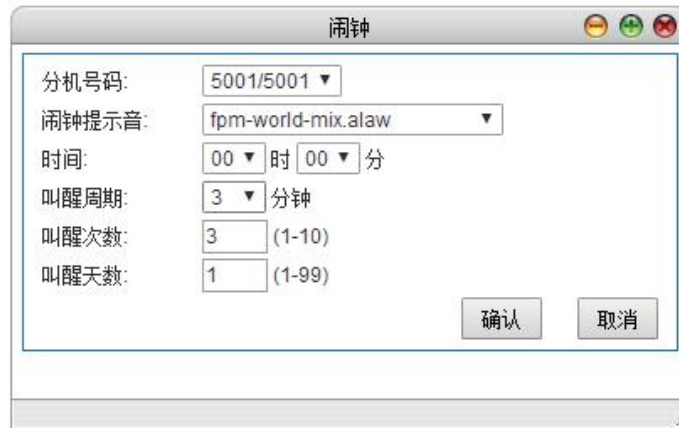 闹钟
分机号码: 5001/5001
闹钟提示音: fpm-world-mix.alaw
时间: 00 时 00 分
叫醒周期: 3 分钟
叫醒次数: 3 (1-10)
叫醒天数: 1 (1-99)
确认 取消